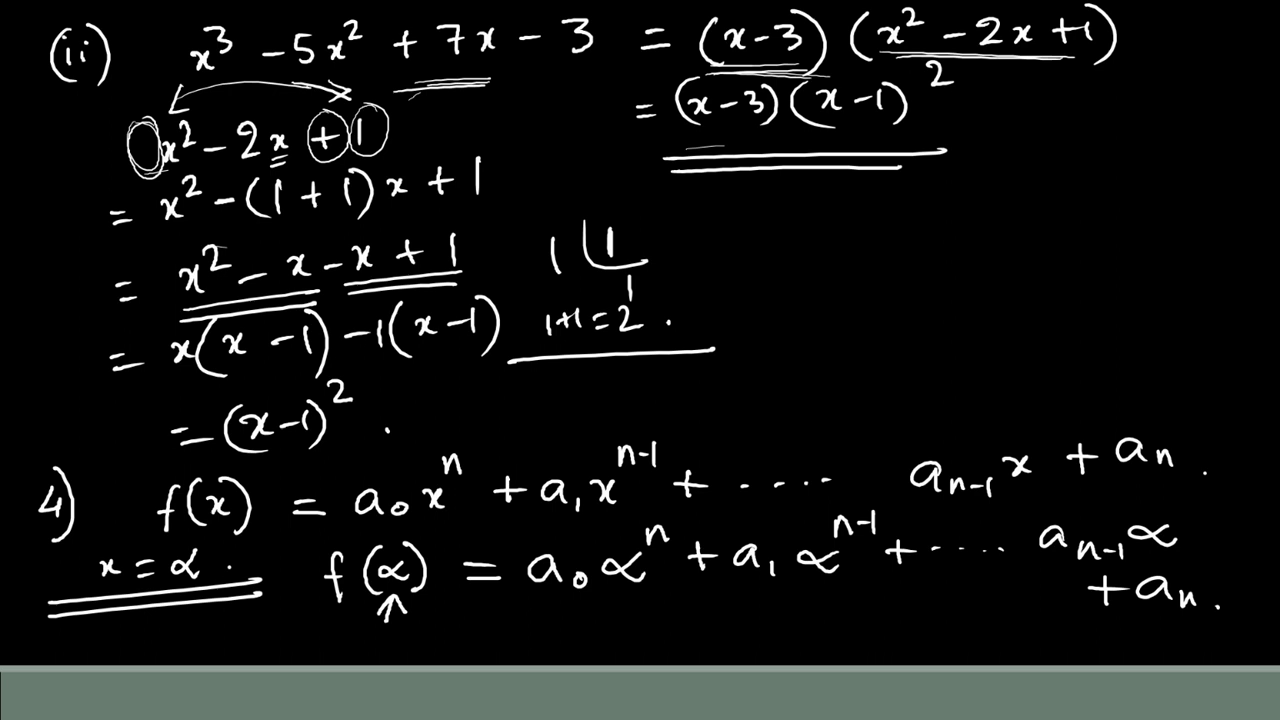 (ii) x³ - 5x² + 7x - 3 = (x-3) (x² - 2x + 1)
= (x-3) (x-1)²
x² - 2x + 1
= x² - (1 + 1) x + 1
= x² - x - x + 1
1 1
1
= x (x - 1) - 1 (x - 1)
1+1 = 2 .
= (x-1)² .
4) f(x) = a₀xⁿ + a₁xⁿ⁻¹ + ..... aₙ₋₁x + aₙ .
x = α . f(α) = a₀αⁿ + a₁αⁿ⁻¹ + ..... aₙ₋₁α
+ aₙ .